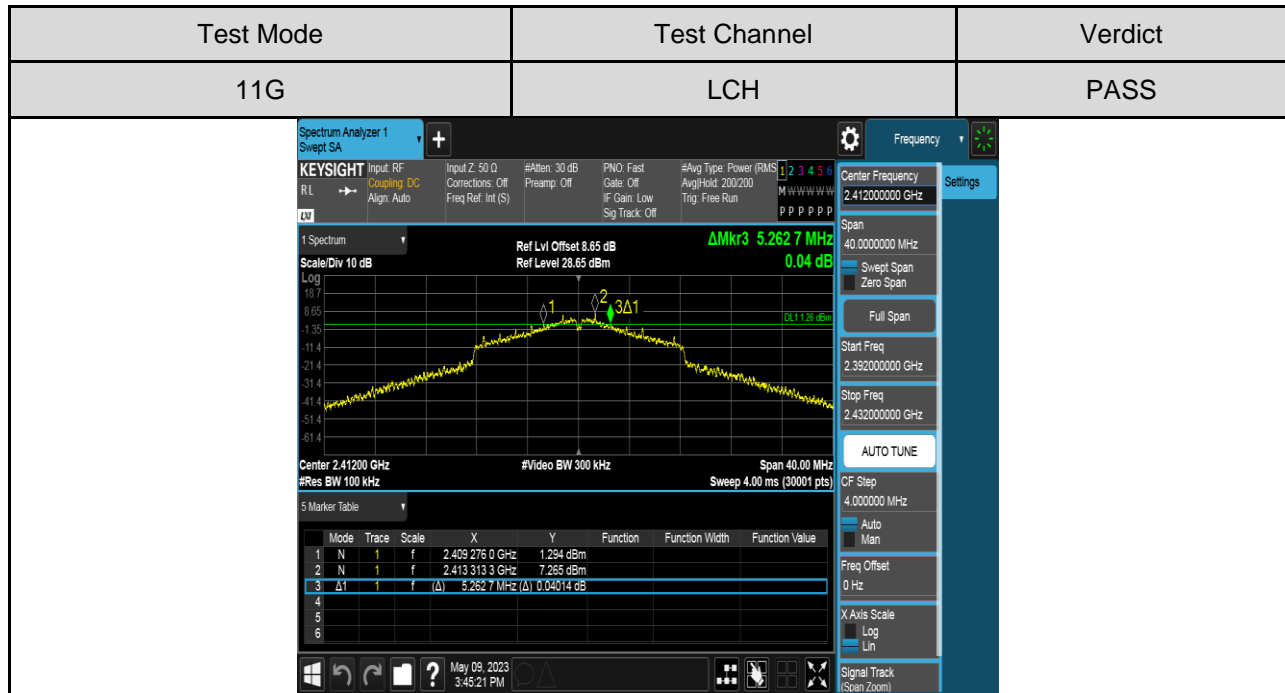 Test Mode Test Channel Verdict
11G LCH PASS
Spectrum Analyzer 1
Swept SA
+
Frequency
KEYSIGHT Input: RF Input Z: 50 Ω #Atten: 30 dB PNO: Fast #Avg Type: Power (RMS 1 2 3 4 5 6
RL Coupling: DC Corrections: Off Preamp: Off Gate: Off Avg|Hold: 200/200 M W W W W W
Align: Auto Freq Ref: Int (S) IF Gain: Low Trig: Free Run
LXI Sig Track: Off P P P P P P
1 Spectrum
Scale/Div 10 dB
Ref Lvl Offset 8.65 dB
Ref Level 28.65 dBm
ΔMkr3 5.262 7 MHz
0.04 dB
Log
18.7
8.65
-1.35
-11.4
-21.4
-31.4
-41.4
-51.4
-61.4
1
2
3Δ1
DL1 1.26 dBm
Center 2.41200 GHz #Video BW 300 kHz Span 40.00 MHz
#Res BW 100 kHz Sweep 4.00 ms (30001 pts)
5 Marker Table
Mode Trace Scale X Y Function Function Width Function Value
1 N 1 f 2.409 276 0 GHz 1.294 dBm
2 N 1 f 2.413 313 3 GHz 7.265 dBm
3 Δ1 1 f (Δ) 5.262 7 MHz (Δ) 0.04014 dB
4
5
6
?
May 09, 2023
3:45:21 PM
Center Frequency
2.412000000 GHz
Settings
Span
40.0000000 MHz
Swept Span
Zero Span
Full Span
Start Freq
2.392000000 GHz
Stop Freq
2.432000000 GHz
AUTO TUNE
CF Step
4.000000 MHz
Auto
Man
Freq Offset
0 Hz
X Axis Scale
Log
Lin
Signal Track
(Span Zoom)